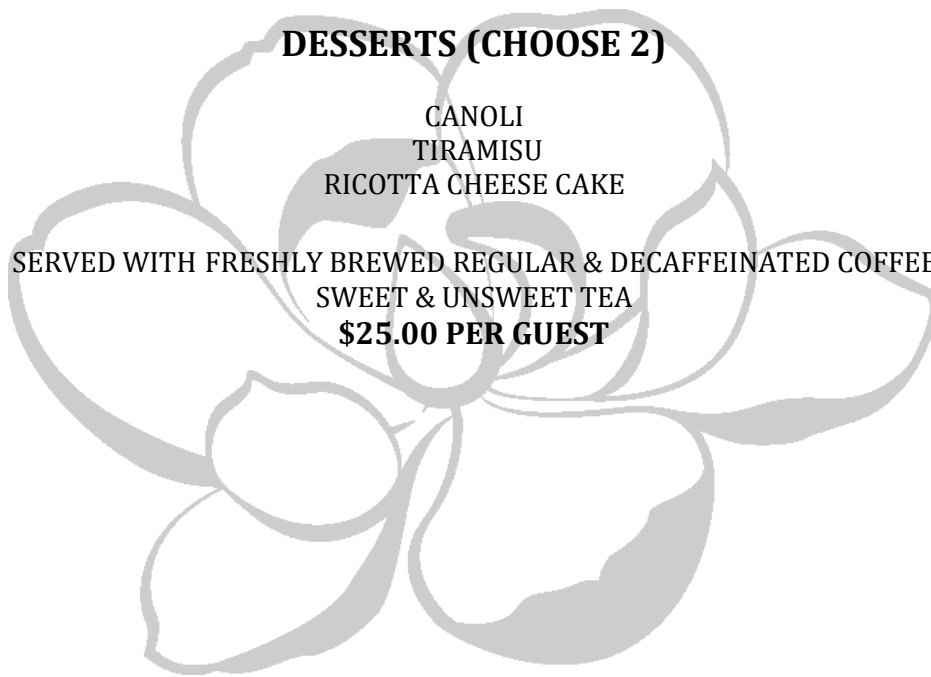 DESSERTS (CHOOSE 2)
CANOLI
TIRAMISU
RICOTTA CHEESE CAKE
SERVED WITH FRESHLY BREWED REGULAR & DECAFFEINATED COFFEE
SWEET & UNSWEET TEA
$25.00 PER GUEST